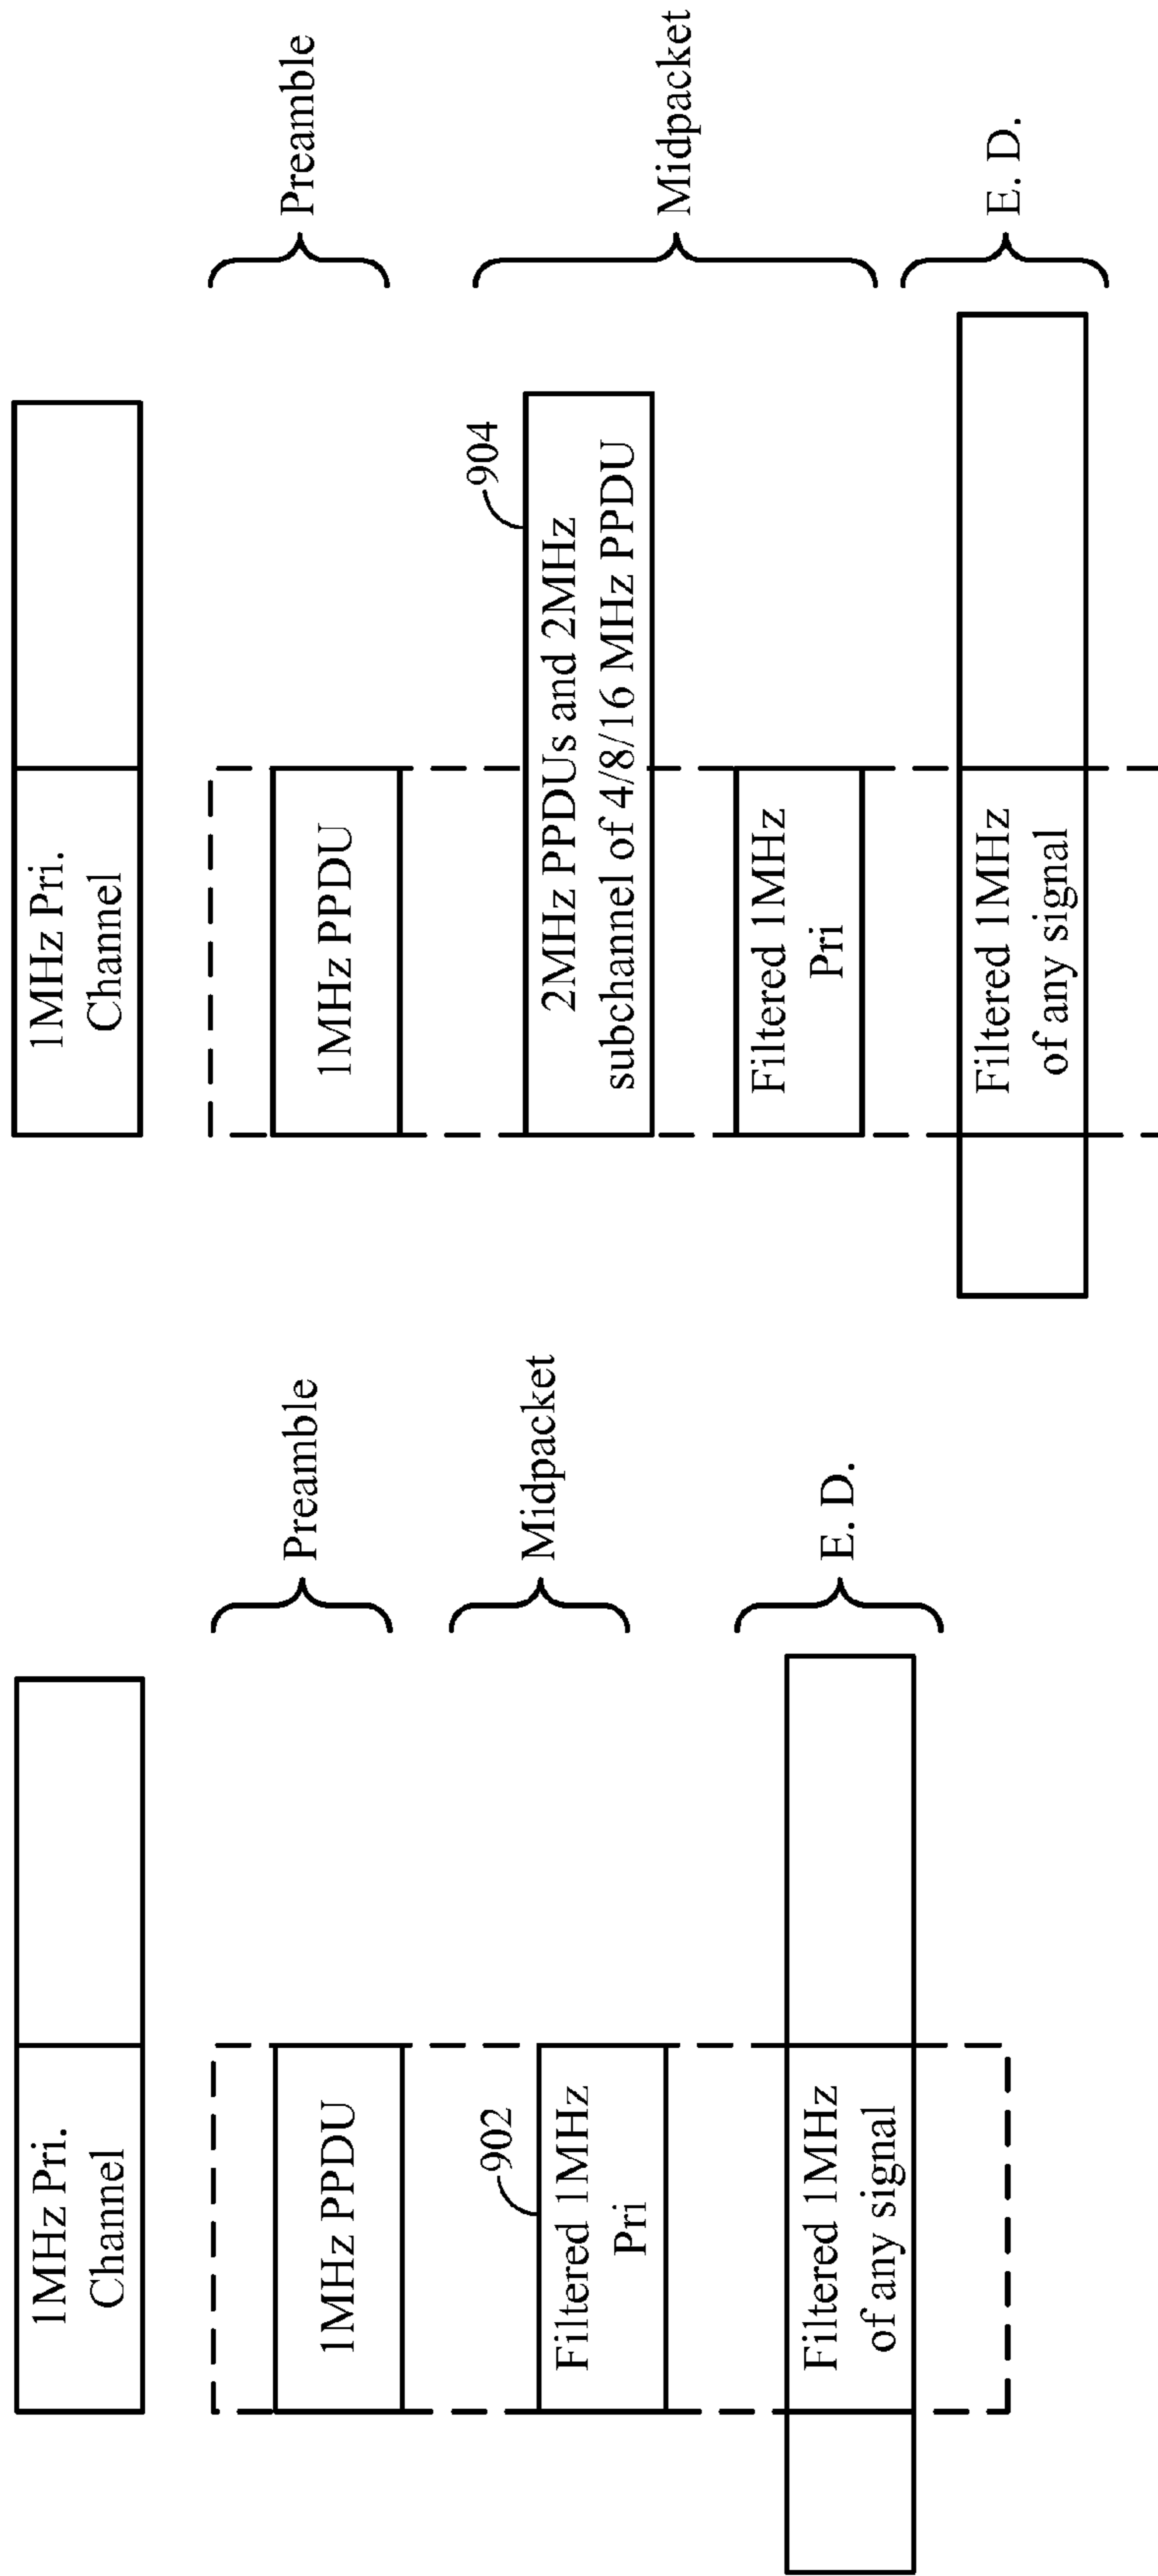 1MHz Pri.
Channel
1MHz PPDU
Preamble
902
Filtered 1MHz
Pri
Midpacket
Filtered 1MHz
of any signal
E. D.
1MHz Pri.
Channel
1MHz PPDU
Preamble
904
2MHz PPDUs and 2MHz
subchannel of 4/8/16 MHz PPDU
Filtered 1MHz
Pri
Midpacket
Filtered 1MHz
of any signal
E. D.